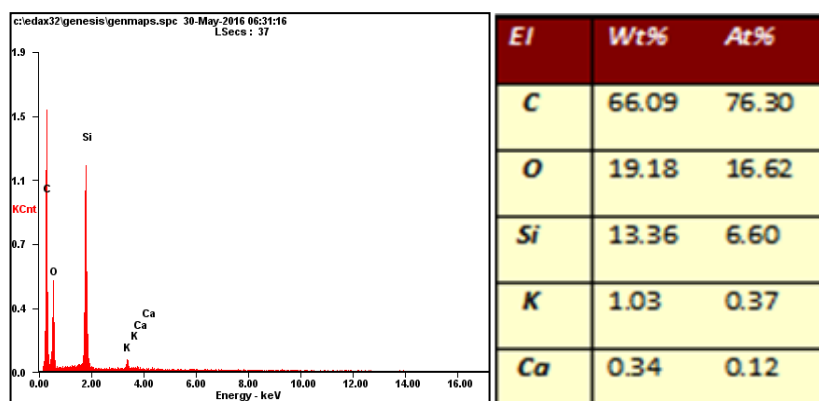 c:\edax32\genesis\genmaps.spc 30-May-2016 06:31:16
LSecs : 37
1.9
1.5
Si
1.1
C
KCnt
0.7
O
0.4
Ca
Ca
K
K
0.0
0.00 2.00 4.00 6.00 8.00 10.00 12.00 14.00 16.00
Energy - keV
El Wt% At%
C 66.09 76.30
O 19.18 16.62
Si 13.36 6.60
K 1.03 0.37
Ca 0.34 0.12